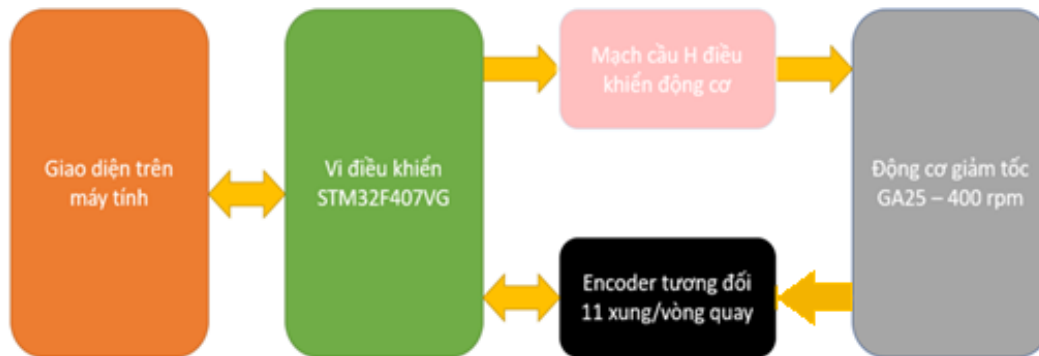 Giao diện trên
máy tính
Vi điều khiển
STM32F407VG
Mạch cầu H điều
khiển động cơ
Encoder tương đối
11 xung/vòng quay
Động cơ giảm tốc
GA25 – 400 rpm